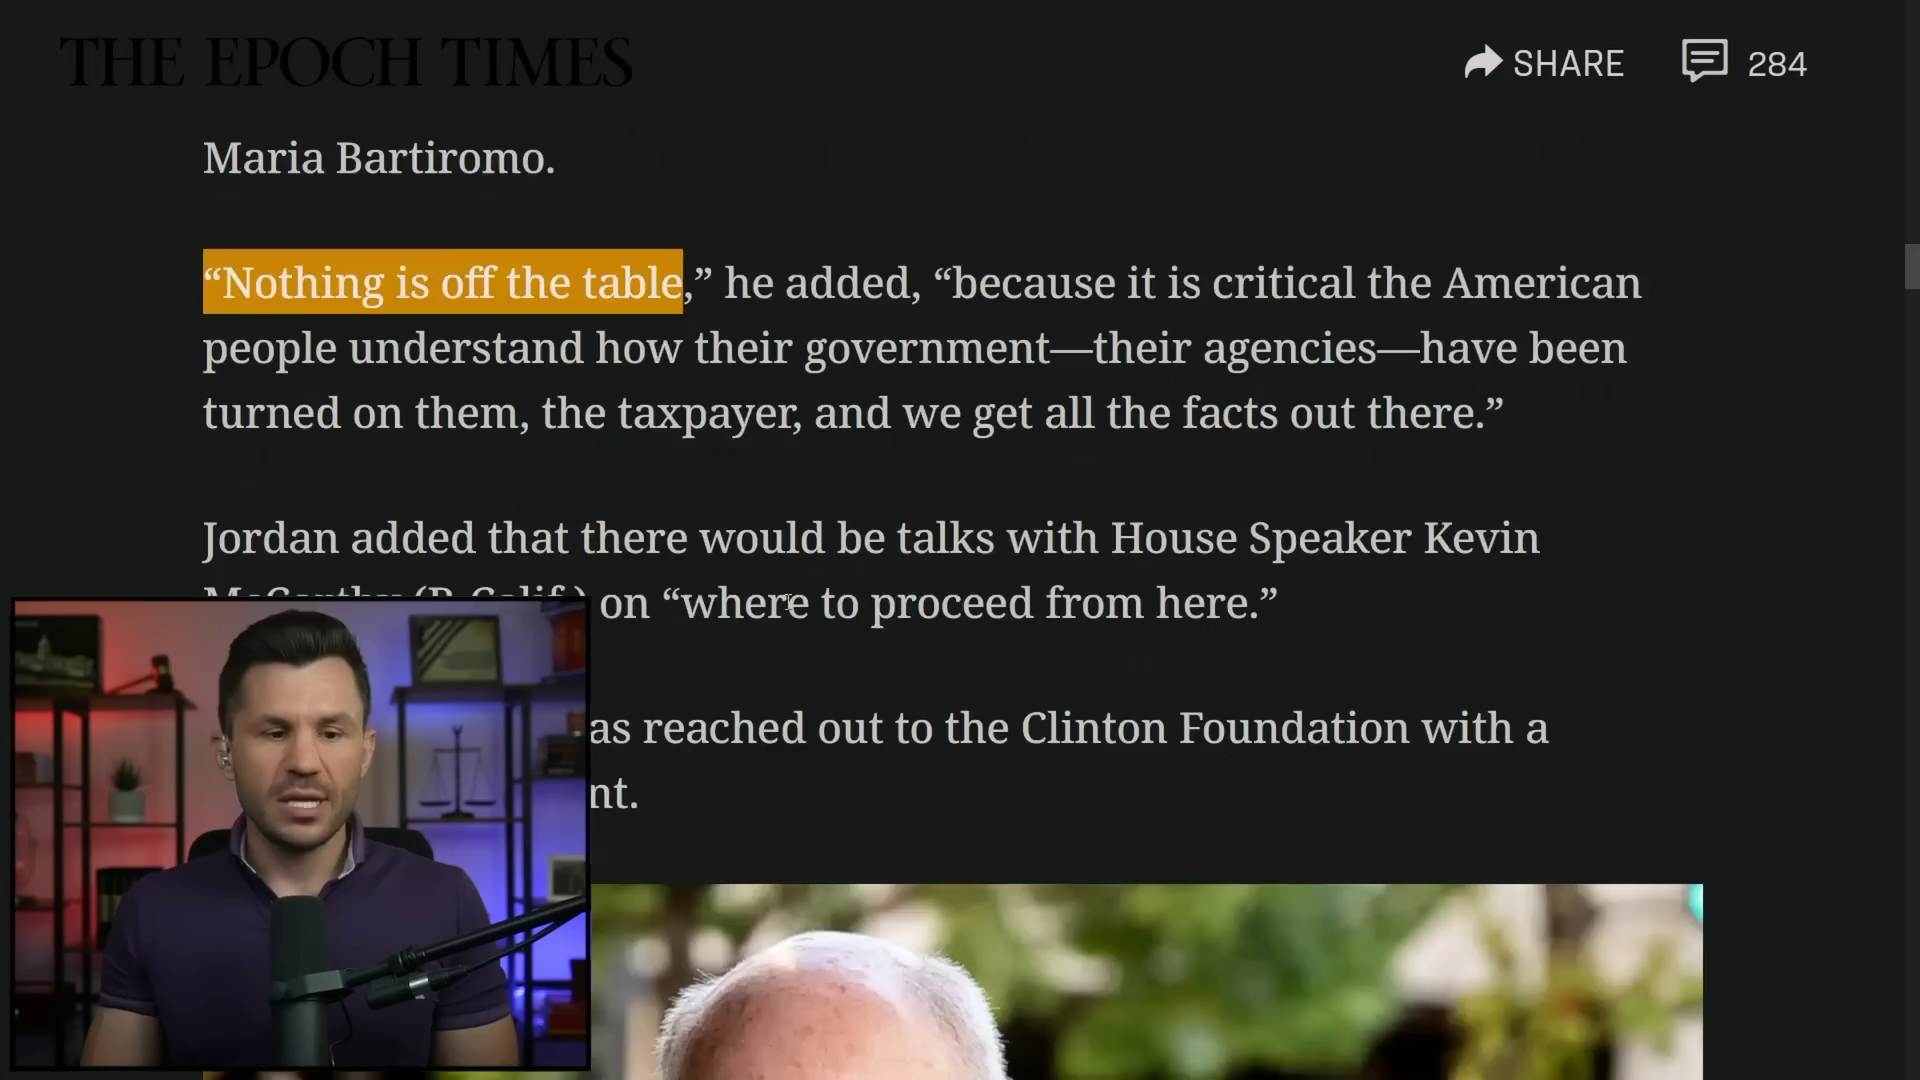 THE EPOCH TIMES
SHARE
284
Maria Bartiromo.
“Nothing is off the table,” he added, “because it is critical the American
people understand how their government—their agencies—have been
turned on them, the taxpayer, and we get all the facts out there.”
Jordan added that there would be talks with House Speaker Kevin
McCarthy (R-Calif.) on “where to proceed from here.”
as reached out to the Clinton Foundation with a
nt.